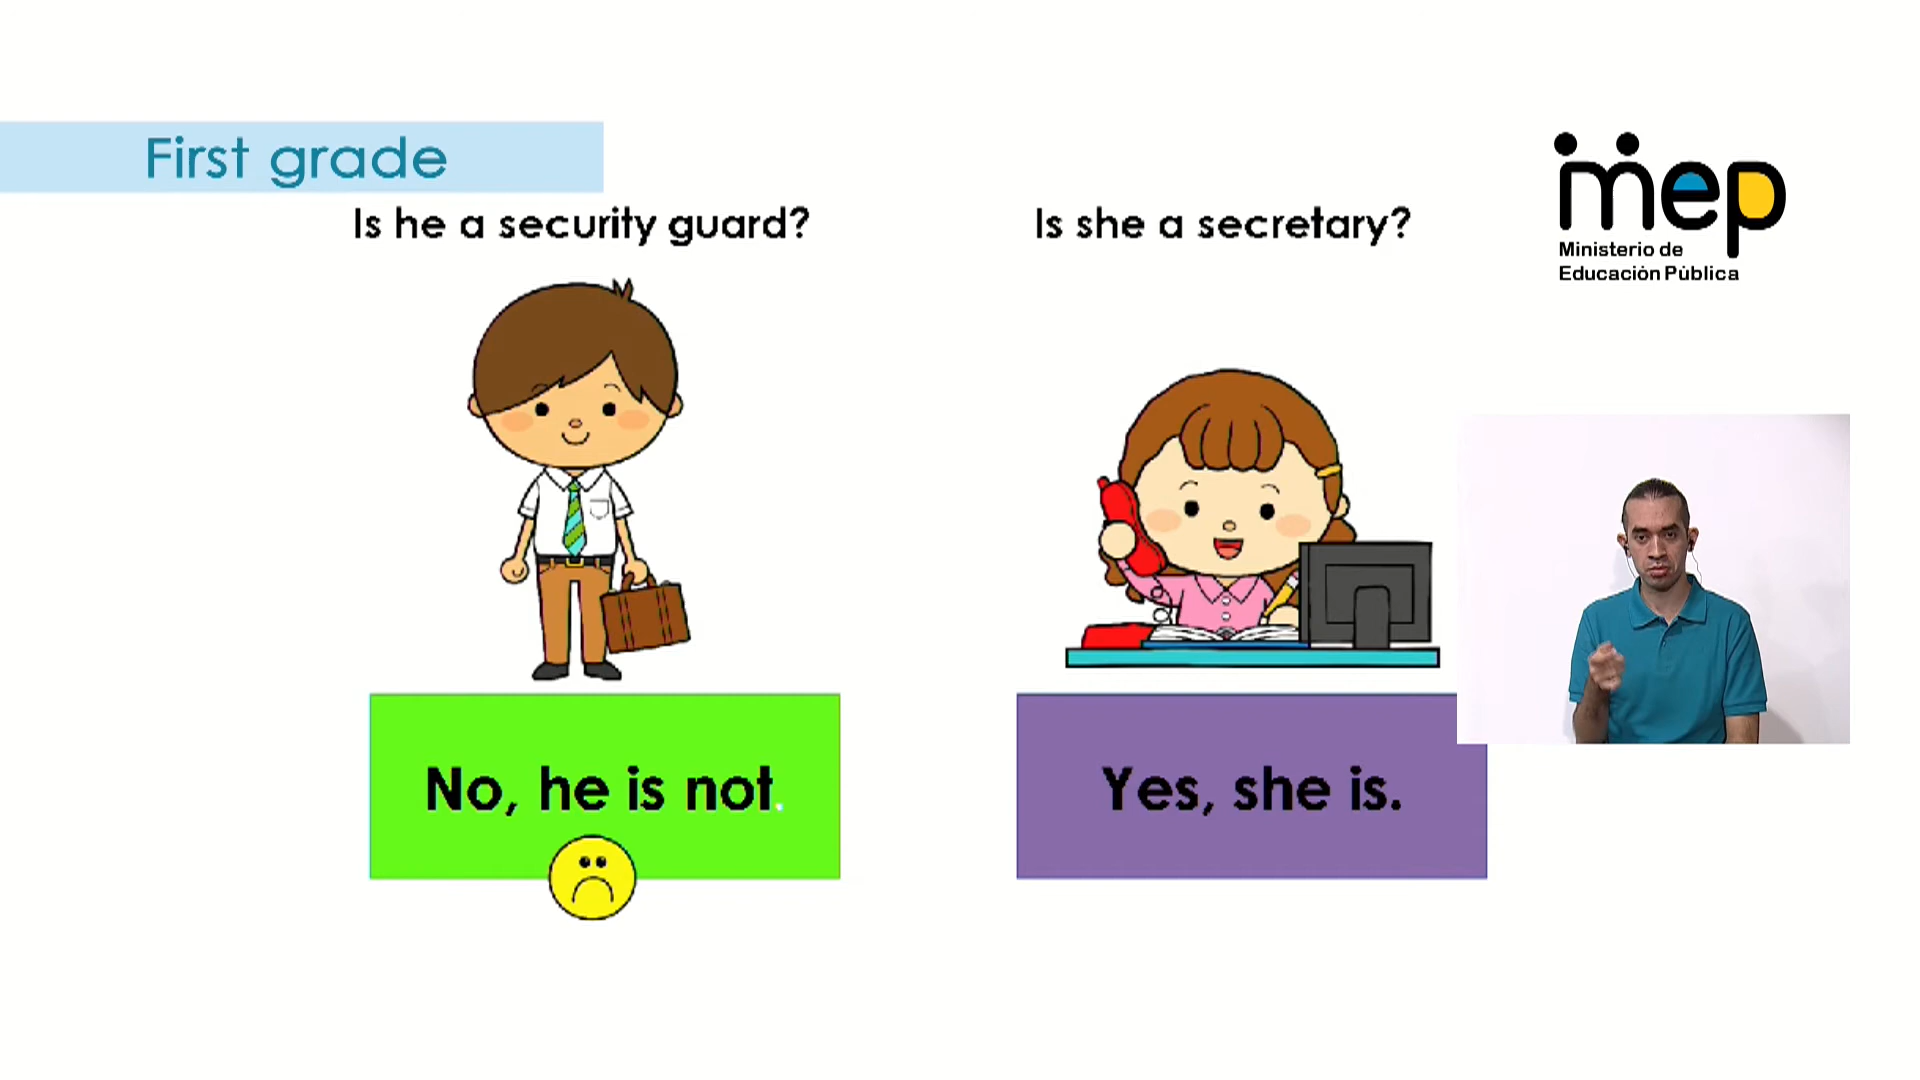 First grade
Is he a security guard?
Is she a secretary?
mep
Ministerio de
Educación Pública
No, he is not.
Yes, she is.